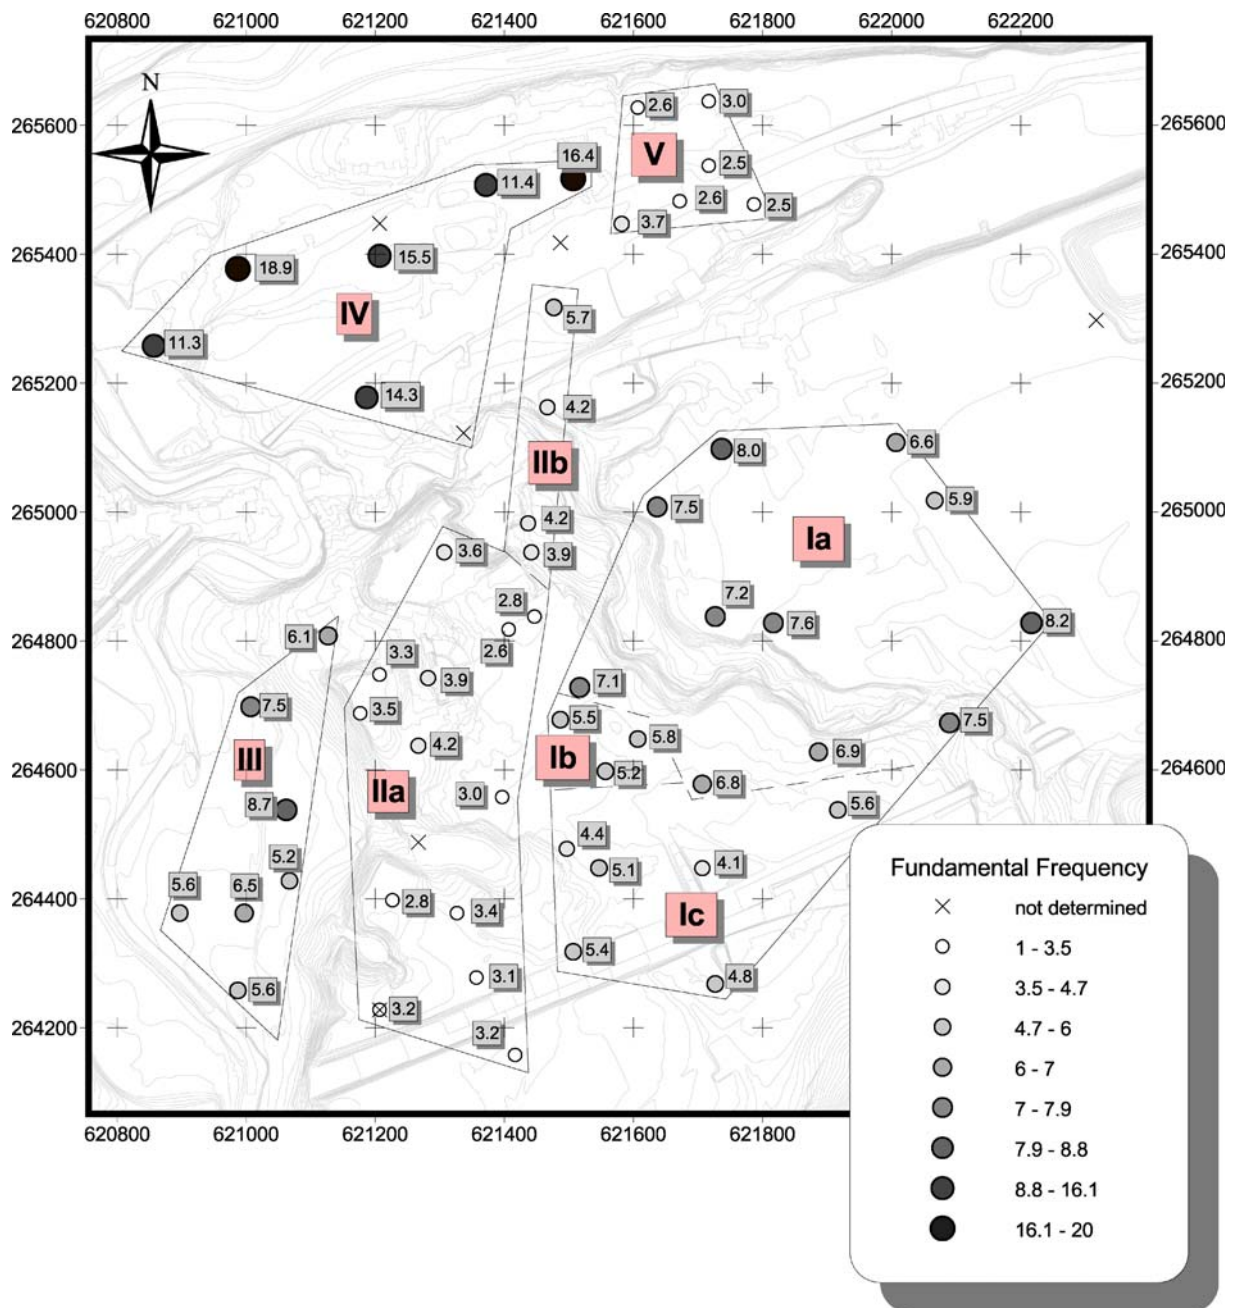 620800 621000 621200 621400 621600 621800 622000 622200
N
265600 2.6 3.0 265600
V
16.4
11.4 2.5
2.6 2.5
3.7
265400 15.5 265400
18.9
IV 5.7
11.3
265200 14.3 265200
4.2
IIb 8.0 6.6
7.5 5.9
265000 4.2 Ia 265000
3.6 3.9
2.8 7.2
7.6 8.2
6.1
264800 2.6 264800
3.3 3.9
7.1
7.5 3.5 5.5 7.5
4.2 5.8 6.9
III Ib
264600 5.2 6.8 264600
IIa
8.7 3.0 5.6
4.4
5.2 5.1 4.1
5.6 6.5
264400 2.8 3.4 Ic
5.4
3.1 4.8
5.6
3.2
264200 3.2
620800 621000 621200 621400 621600 621800
Fundamental Frequency
not determined
1 - 3.5
3.5 - 4.7
4.7 - 6
6 - 7
7 - 7.9
7.9 - 8.8
8.8 - 16.1
16.1 - 20